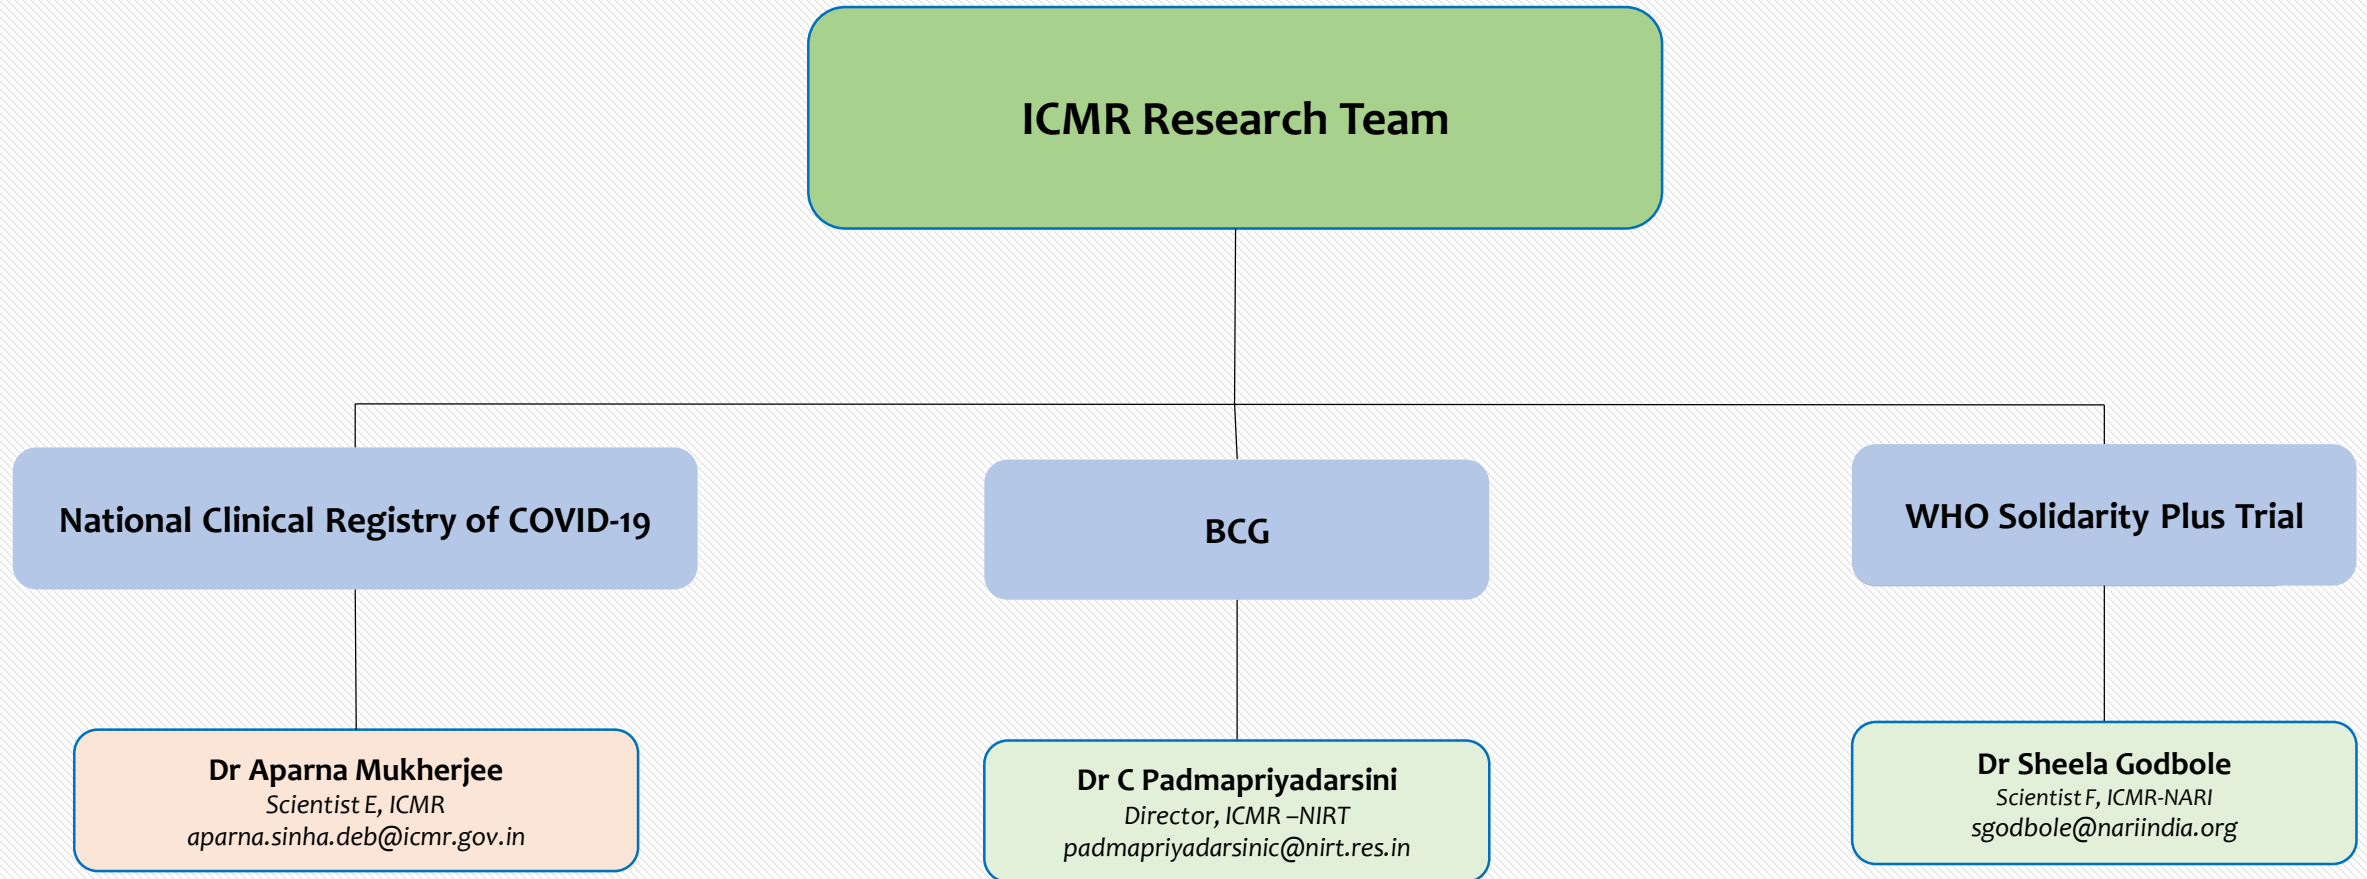 ICMR Research Team
National Clinical Registry of COVID-19
BCG
WHO Solidarity Plus Trial
Dr Aparna Mukherjee
Scientist E, ICMR
aparna.sinha.deb@icmr.gov.in
Dr C Padmapriyadarsini
Director, ICMR –NIRT
padmapriyadarsinic@nirt.res.in
Dr Sheela Godbole
Scientist F, ICMR-NARI
sgodbole@nariindia.org